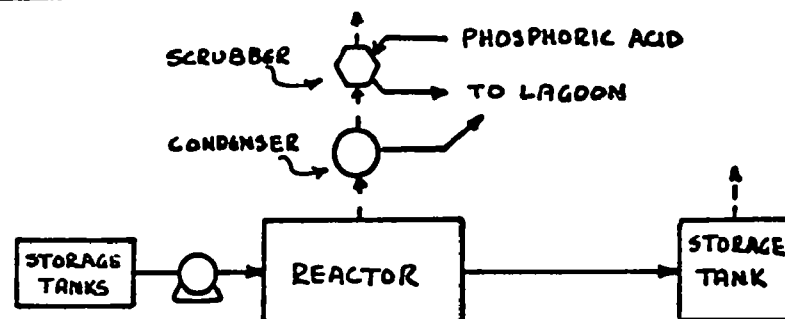 PHOSPHORIC ACID
SCRUBBER
TO LAGOON
CONDENSER
STORAGE
TANKS
REACTOR
STORAGE
TANK